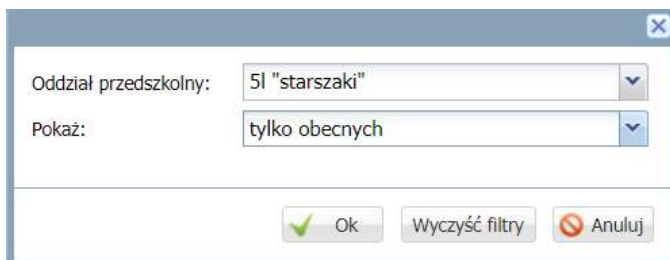 Oddział przedszkolny: 5l "starszaki"
Pokaż: tylko obecnych
Ok Wyczyść filtry Anuluj